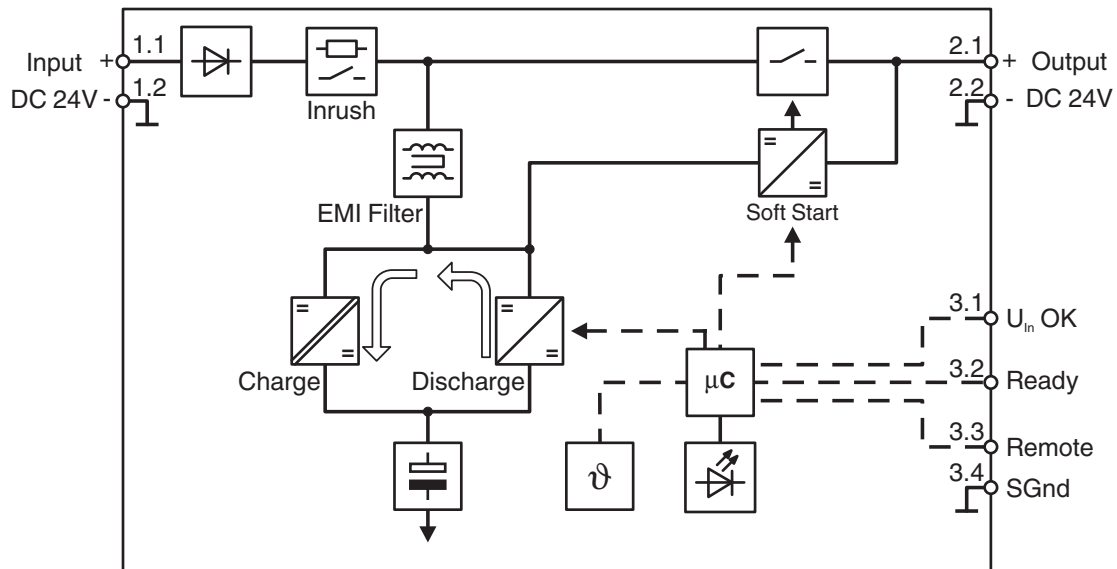 1.1
Input +
1.2
DC 24V -
Inrush
2.1
+ Output
2.2
- DC 24V
EMI Filter
=
=
Soft Start
=
=
=
=
Charge
Discharge
µC
ϑ
3.1
UIn OK
3.2
Ready
3.3
Remote
3.4
SGnd